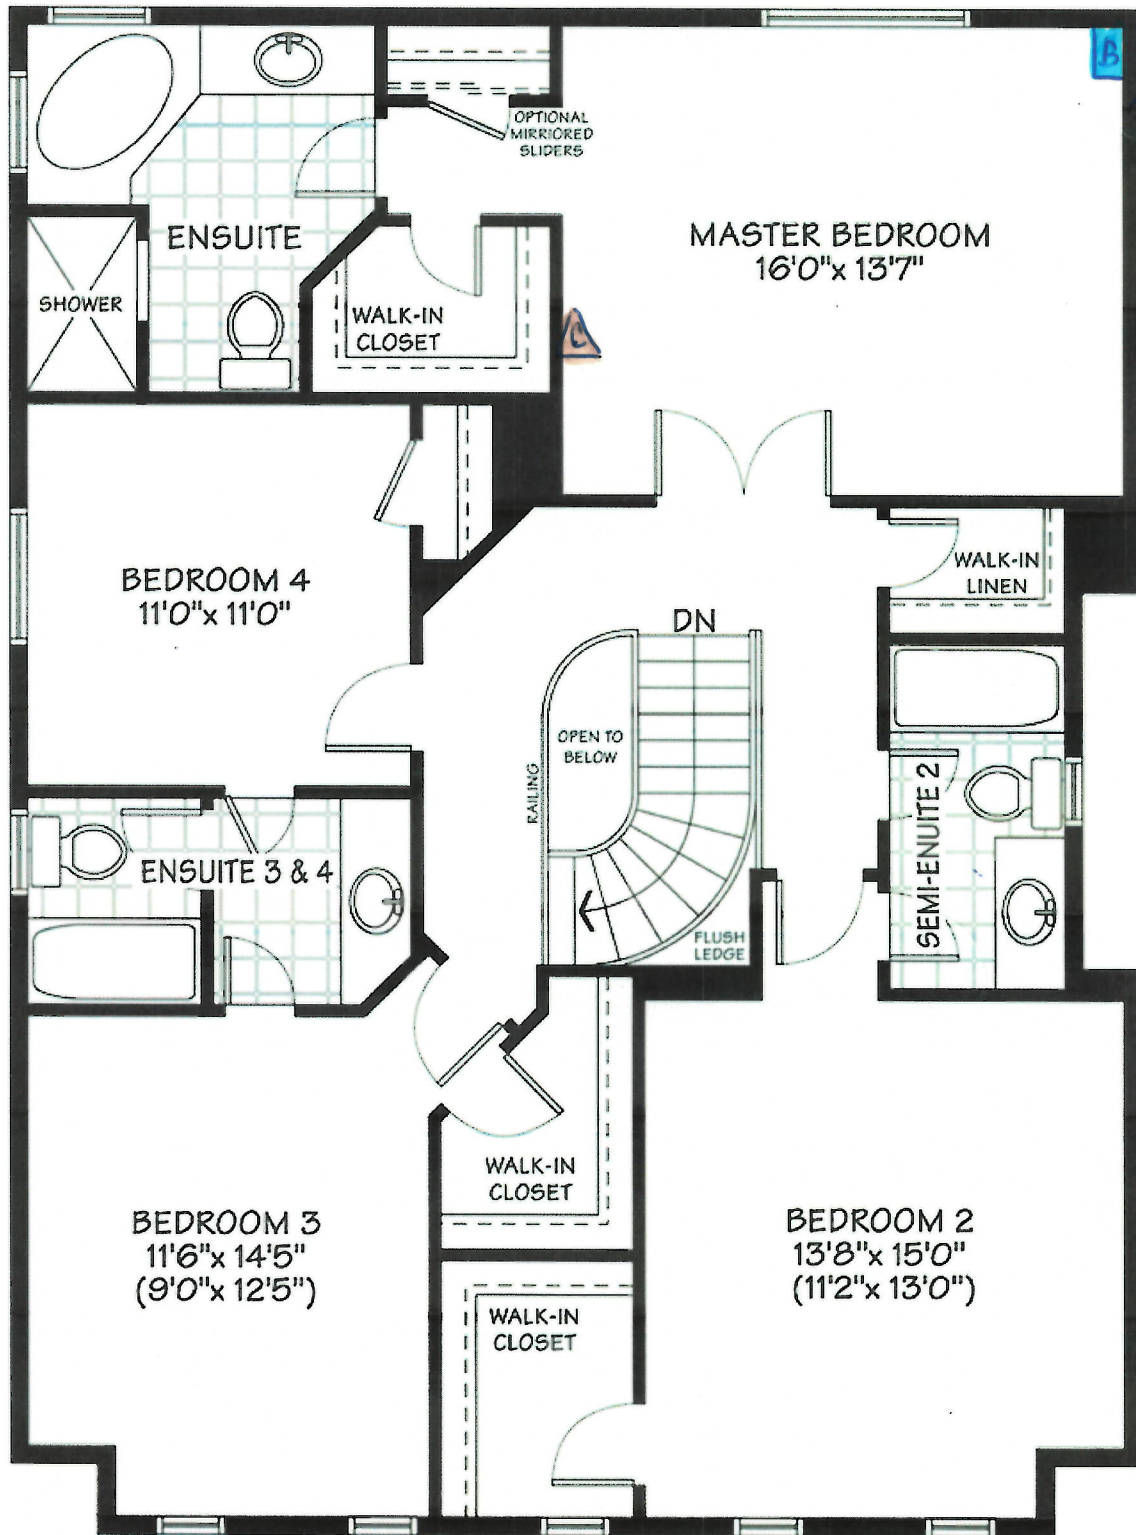 B
OPTIONAL
MIRRIORED
SLIDERS
ENSUITE
MASTER BEDROOM
16'0"x 13'7"
SHOWER
WALK-IN
CLOSET
C
BEDROOM 4
11'0"x 11'0"
WALK-IN
LINEN
DN
OPEN TO
BELOW
RAILING
SEMI-ENUITE 2
ENSUITE 3 & 4
FLUSH
LEDGE
WALK-IN
CLOSET
BEDROOM 3
11'6"x 14'5"
(9'0"x 12'5")
BEDROOM 2
13'8"x 15'0"
(11'2"x 13'0")
WALK-IN
CLOSET